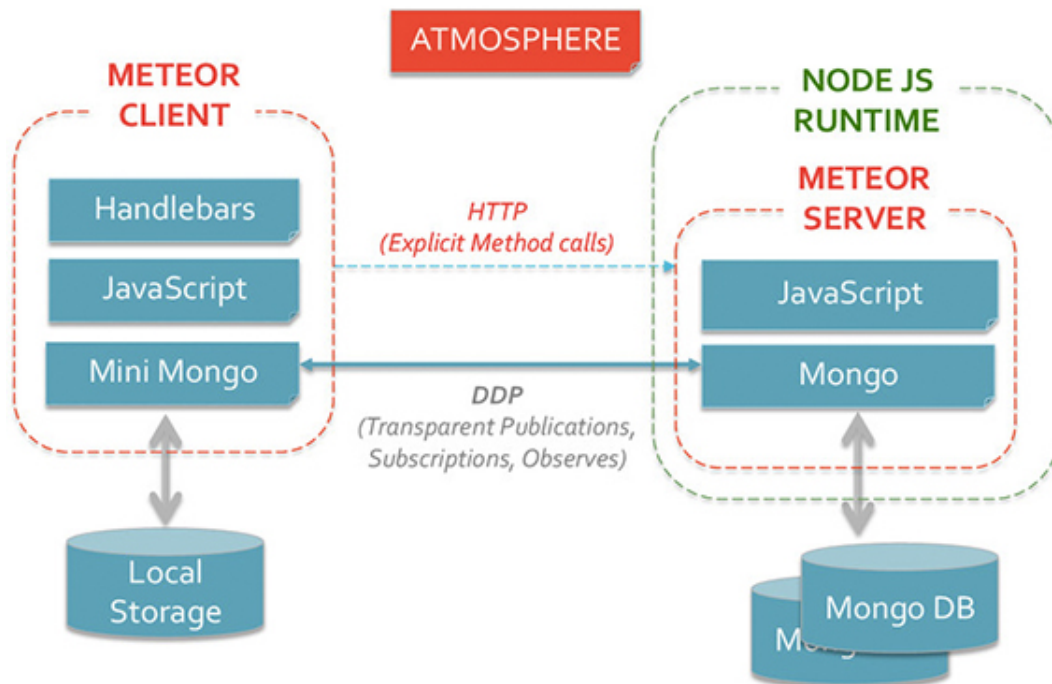 ATMOSPHERE
METEOR
CLIENT
Handlebars
JavaScript
Mini Mongo
Local
Storage
HTTP
(Explicit Method calls)
DDP
(Transparent Publications,
Subscriptions, Observes)
NODE JS
RUNTIME
METEOR
SERVER
JavaScript
Mongo
Mongo DB